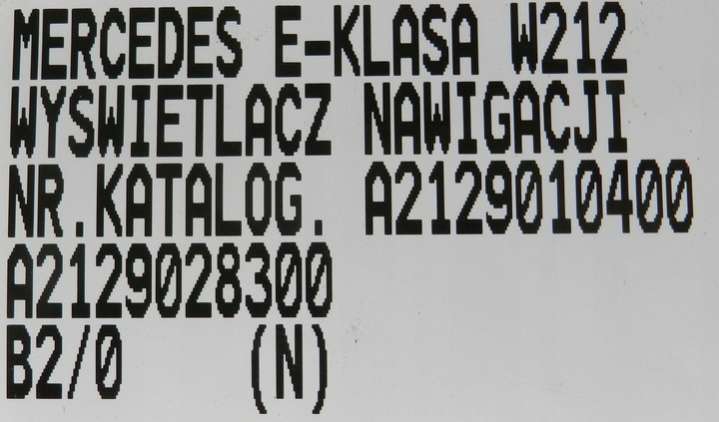 MERCEDES E-KLASA W212
WYSWIETLACZ NAWIGACJI
NR.KATALOG. A2129010400
A2129028300
B2/0 (N)